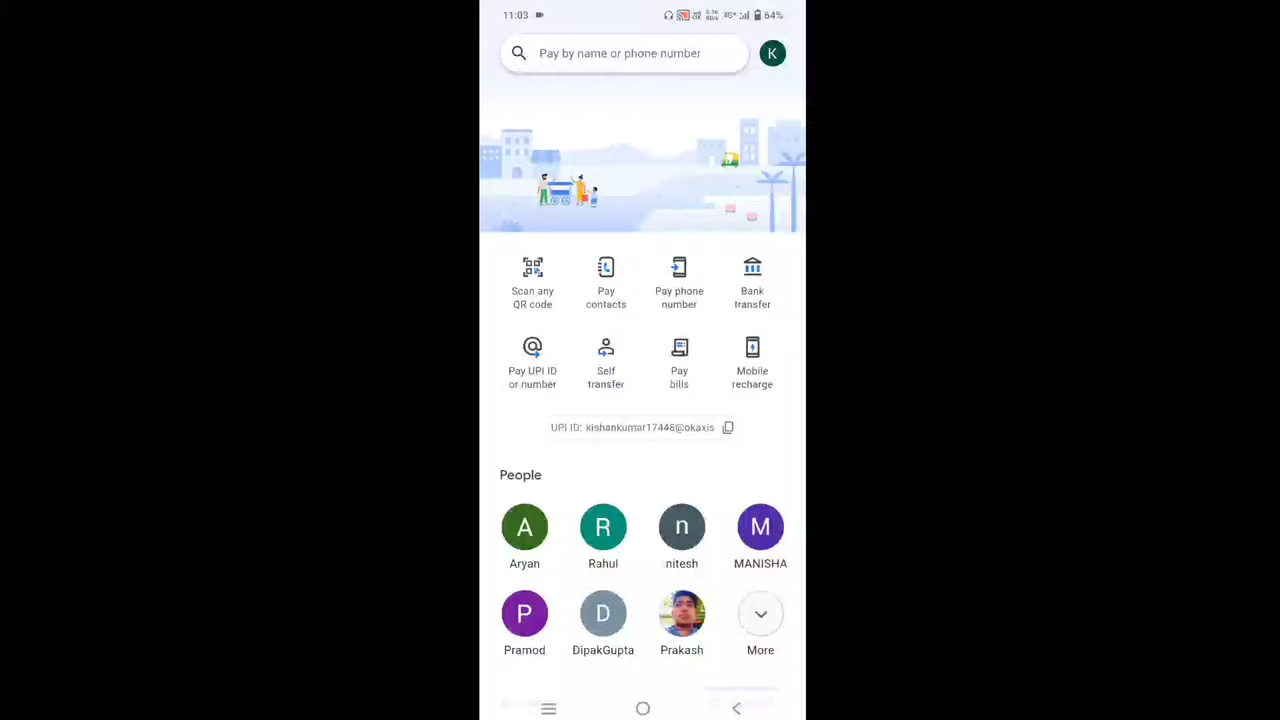 11:03
4G+ 64%
Pay by name or phone number
K
Scan any QR code
Pay contacts
Pay phone number
Bank transfer
Pay UPI ID or number
Self transfer
Pay bills
Mobile recharge
UPI ID: kishankumar17448@okaxis
People
A R n M
Aryan Rahul nitesh MANISHA
P D
Pramod DipakGupta Prakash More